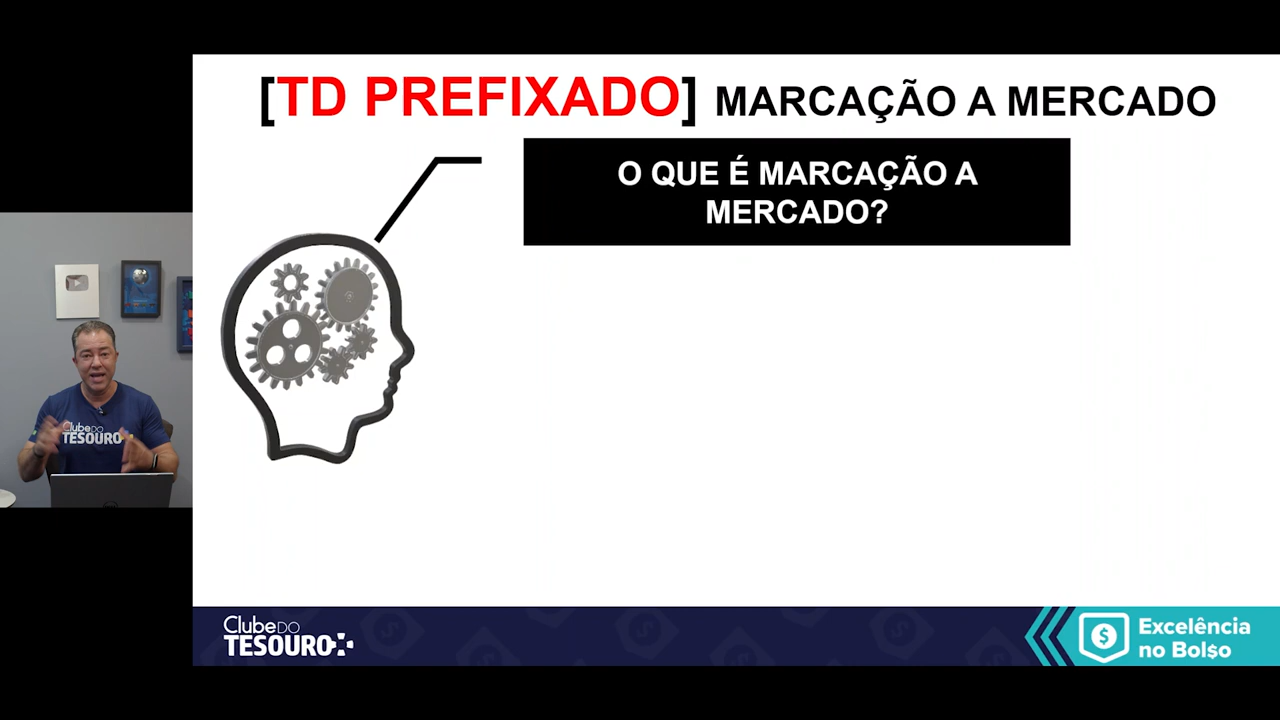 [TD PREFIXADO] MARCAÇÃO A MERCADO
O QUE É MARCAÇÃO A
MERCADO?
Clube DO
TESOURO
Clube DO
TESOURO
Excelência
no Bolso